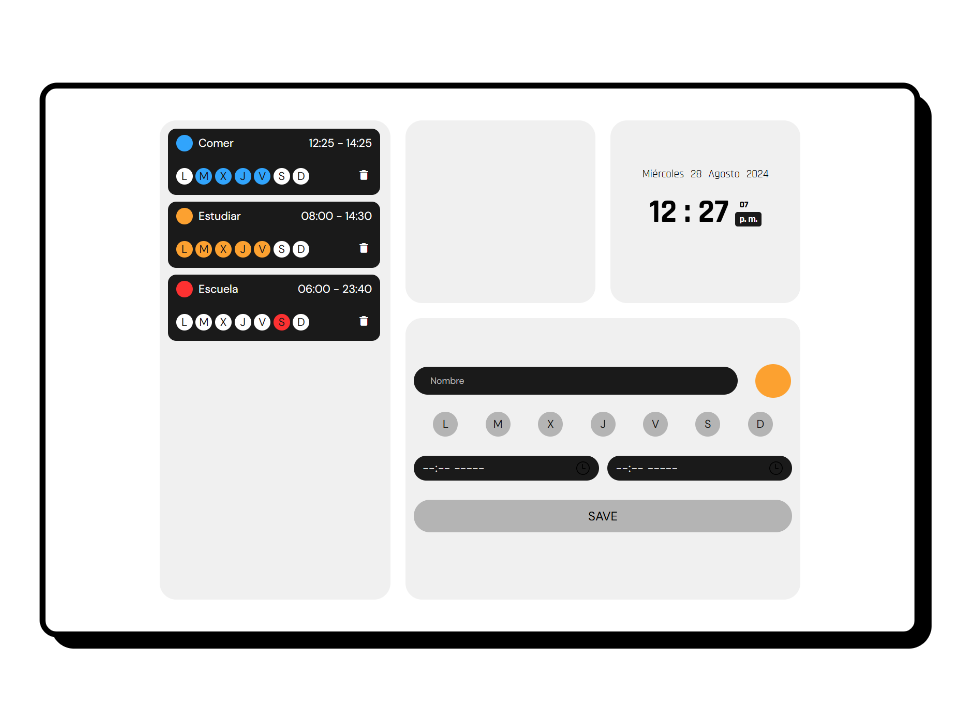 Comer 12:25 - 14:25
L M X J V S D
Estudiar 08:00 - 14:30
L M X J V S D
Escuela 06:00 - 23:40
L M X J V S D
Miércoles 28 Agosto 2024
12 : 27 07 p. m.
Nombre
L M X J V S D
--:-- ----- --:-- -----
SAVE